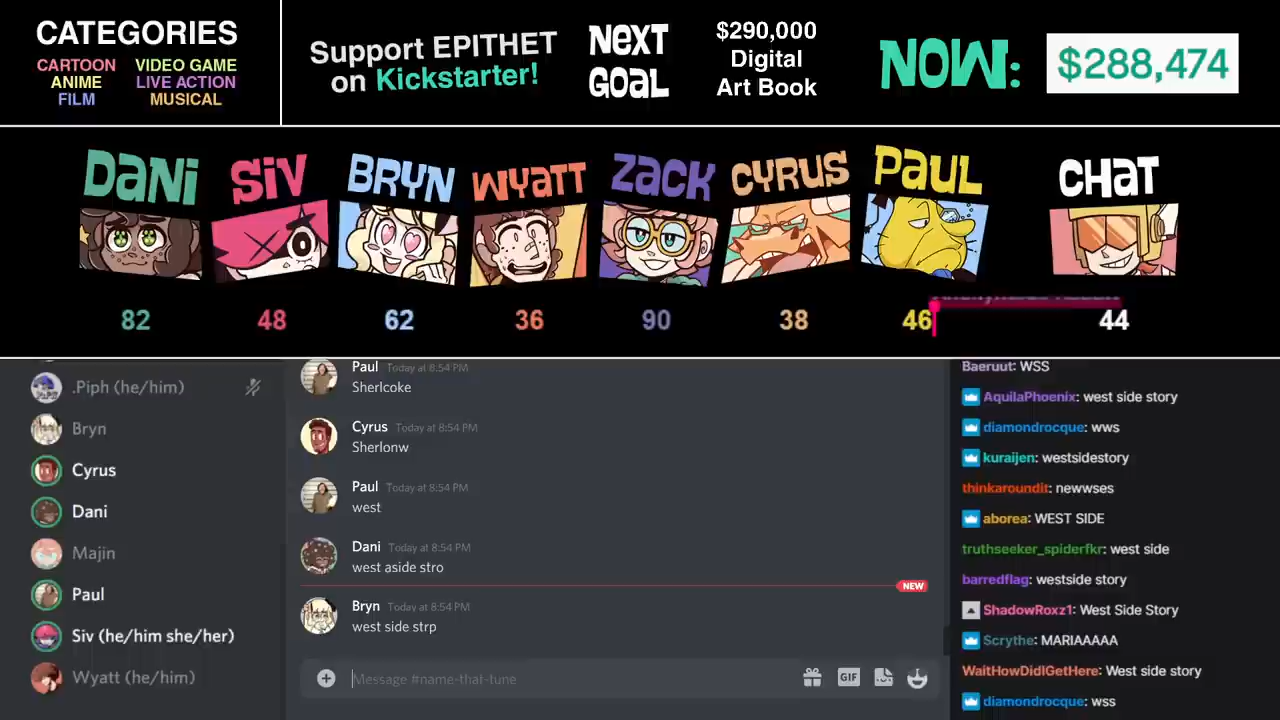 CATEGORIES
CARTOON VIDEO GAME
ANIME LIVE ACTION
FILM MUSICAL
Support EPITHET
on Kickstarter!
NEXT
GOAL
$290,000
Digital
Art Book
NOW:
$288,474
DANI
SIV
BRYN
WYATT
ZACK
CYRUS
PAUL
CHAT
82
48
62
36
90
38
46
44
.Piph (he/him)
Bryn
Cyrus
Dani
Majin
Paul
Siv (he/him she/her)
Wyatt (he/him)
Paul Today at 8:54 PM
Sherlcoke
Cyrus Today at 8:54 PM
Sherlonw
Paul Today at 8:54 PM
west
Dani Today at 8:54 PM
west aside stro
NEW
Bryn Today at 8:54 PM
west side strp
Message #name-that-tune
GIF
Baeruut: WSS
AquilaPhoenix: west side story
diamondrocque: wws
kuraijen: westsidestory
thinkaroundit: newwses
aborea: WEST SIDE
truthseeker_spiderfkr: west side
barredflag: westside story
ShadowRoxz1: West Side Story
Scrythe: MARIAAAAA
WaitHowDidIGetHere: West side story
diamondrocque: wss